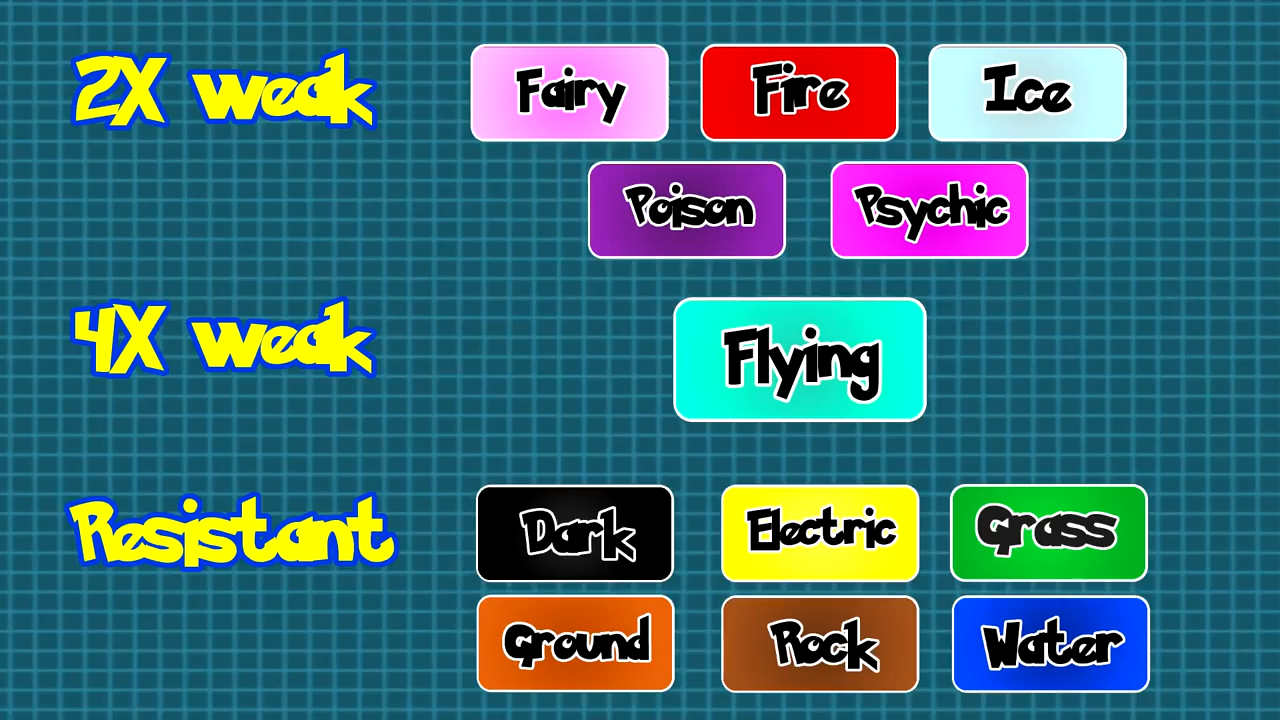 2X weak
Fairy Fire Ice
Poison Psychic
4X weak
Flying
Resistant
Dark Electric Grass
Ground Rock Water